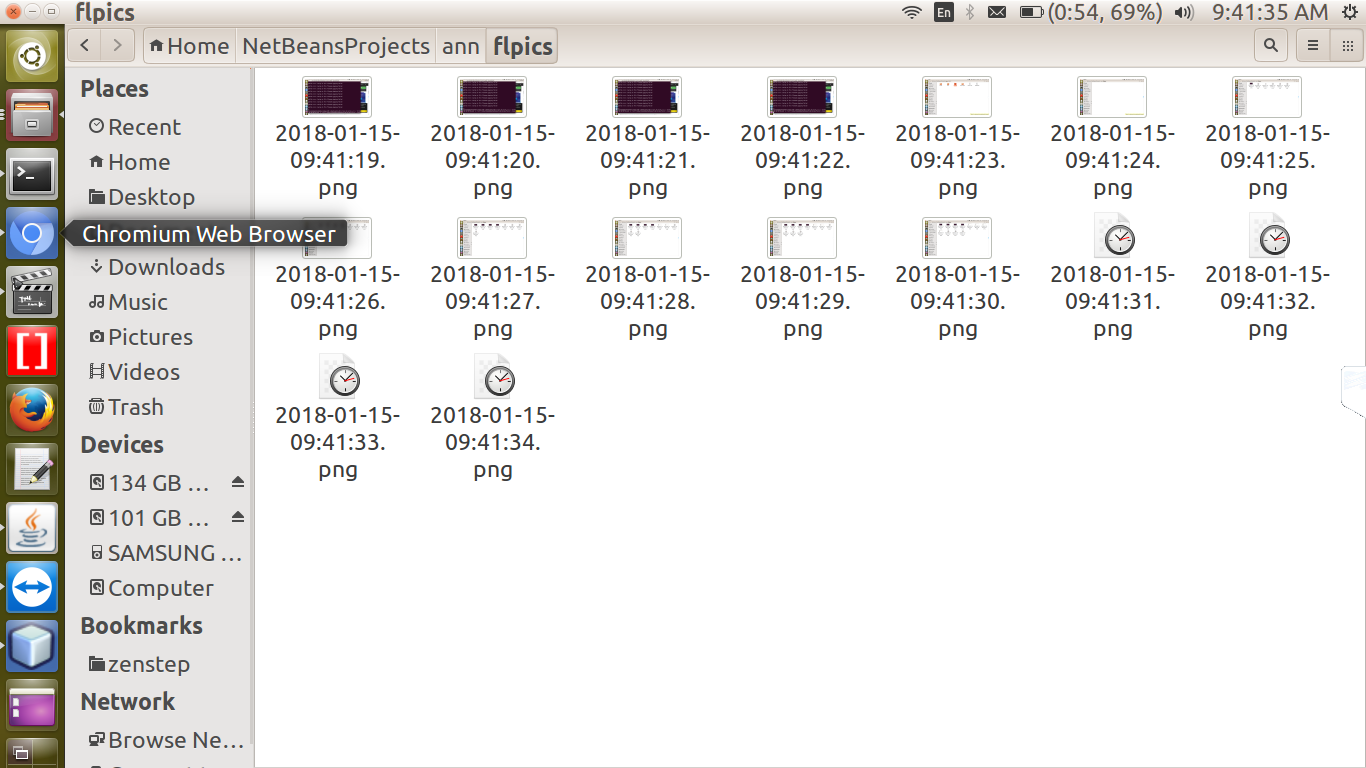 flpics
En
(0:54, 69%)
9:41:35 AM
Home
NetBeansProjects
ann
flpics
Places
Recent
Home
Desktop
Chromium Web Browser
Downloads
Music
Pictures
Videos
Trash
Devices
134 GB ...
101 GB ...
SAMSUNG ...
Computer
Bookmarks
zenstep
Network
Browse Ne...
2018-01-15-
09:41:19.
png
2018-01-15-
09:41:20.
png
2018-01-15-
09:41:21.
png
2018-01-15-
09:41:22.
png
2018-01-15-
09:41:23.
png
2018-01-15-
09:41:24.
png
2018-01-15-
09:41:25.
png
2018-01-15-
09:41:26.
png
2018-01-15-
09:41:27.
png
2018-01-15-
09:41:28.
png
2018-01-15-
09:41:29.
png
2018-01-15-
09:41:30.
png
2018-01-15-
09:41:31.
png
2018-01-15-
09:41:32.
png
2018-01-15-
09:41:33.
png
2018-01-15-
09:41:34.
png